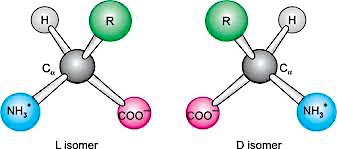 H R
Cα
NH3+ COO−
L isomer
R H
Cα
COO− NH3+
D isomer